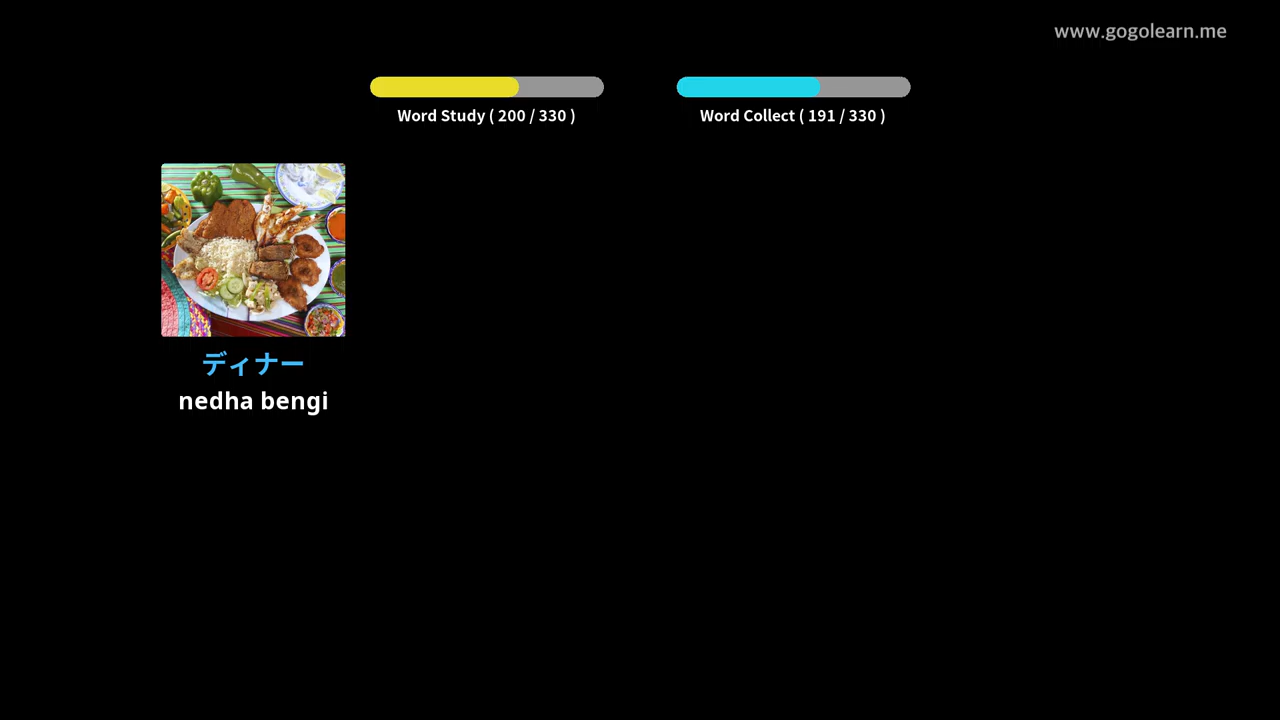 www.gogolearn.me
Word Study ( 200 / 330 )
Word Collect ( 191 / 330 )
ディナー
nedha bengi